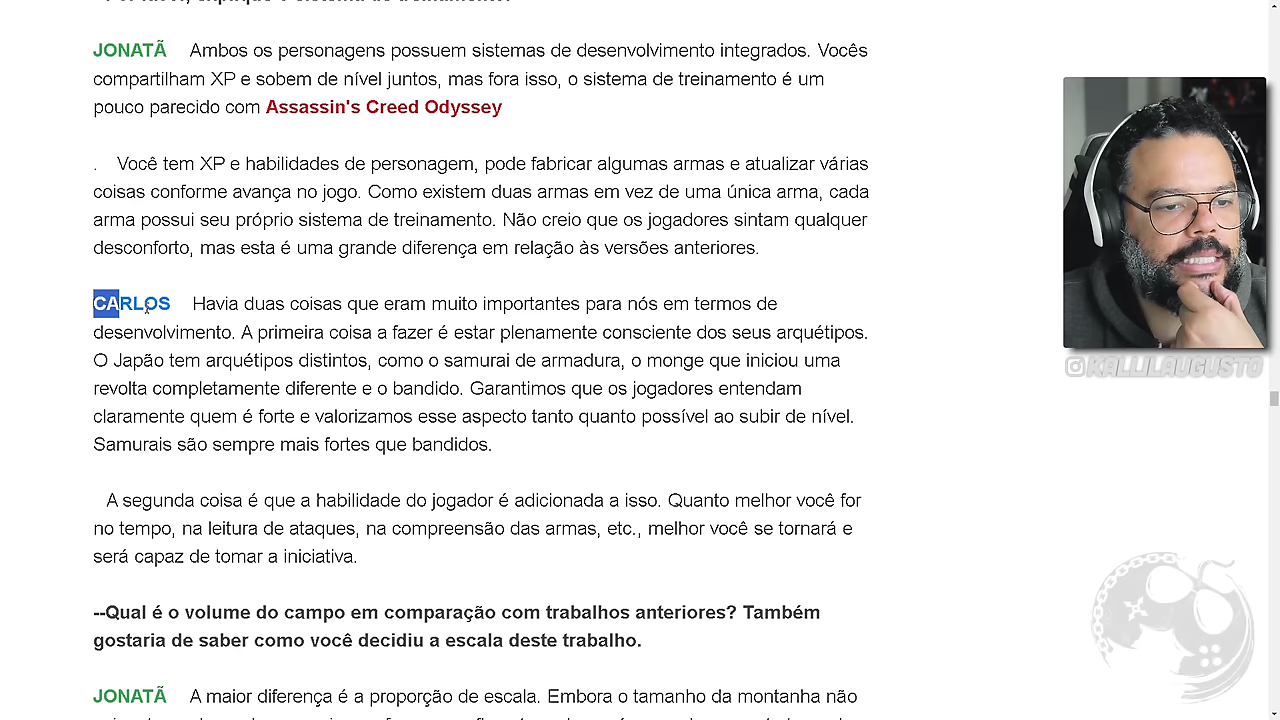 JONATÃ Ambos os personagens possuem sistemas de desenvolvimento integrados. Vocês
compartilham XP e sobem de nível juntos, mas fora isso, o sistema de treinamento é um
pouco parecido com Assassin's Creed Odyssey
. Você tem XP e habilidades de personagem, pode fabricar algumas armas e atualizar várias
coisas conforme avança no jogo. Como existem duas armas em vez de uma única arma, cada
arma possui seu próprio sistema de treinamento. Não creio que os jogadores sintam qualquer
desconforto, mas esta é uma grande diferença em relação às versões anteriores.
CARLOS Havia duas coisas que eram muito importantes para nós em termos de
desenvolvimento. A primeira coisa a fazer é estar plenamente consciente dos seus arquétipos.
O Japão tem arquétipos distintos, como o samurai de armadura, o monge que iniciou uma
revolta completamente diferente e o bandido. Garantimos que os jogadores entendam
claramente quem é forte e valorizamos esse aspecto tanto quanto possível ao subir de nível.
Samurais são sempre mais fortes que bandidos.
A segunda coisa é que a habilidade do jogador é adicionada a isso. Quanto melhor você for
no tempo, na leitura de ataques, na compreensão das armas, etc., melhor você se tornará e
será capaz de tomar a iniciativa.
--Qual é o volume do campo em comparação com trabalhos anteriores? Também
gostaria de saber como você decidiu a escala deste trabalho.
JONATÃ A maior diferença é a proporção de escala. Embora o tamanho da montanha não
KALLILAUGUSTO